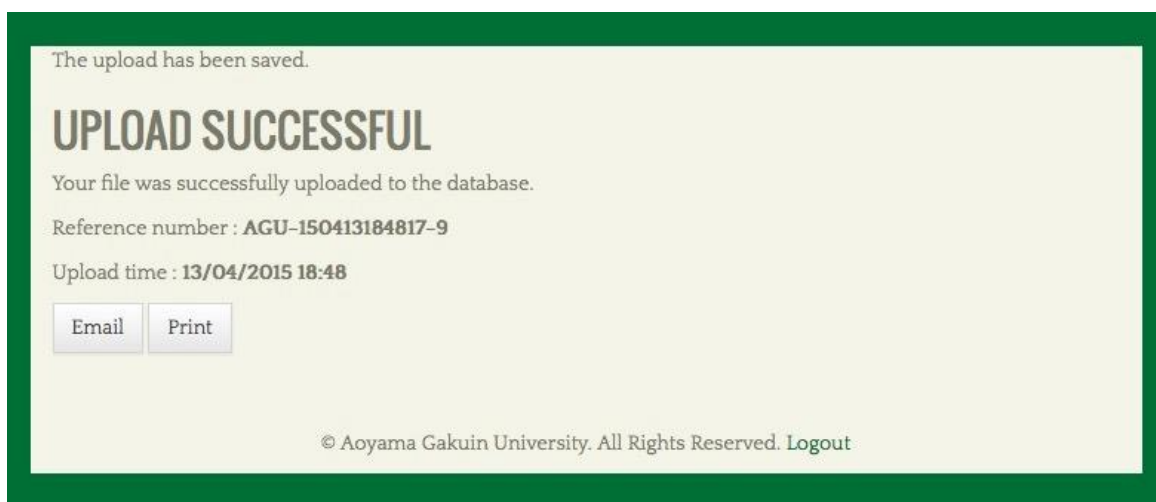 The upload has been saved.
UPLOAD SUCCESSFUL
Your file was successfully uploaded to the database.
Reference number : AGU-150413184817-9
Upload time : 13/04/2015 18:48
Email Print
© Aoyama Gakuin University. All Rights Reserved. Logout